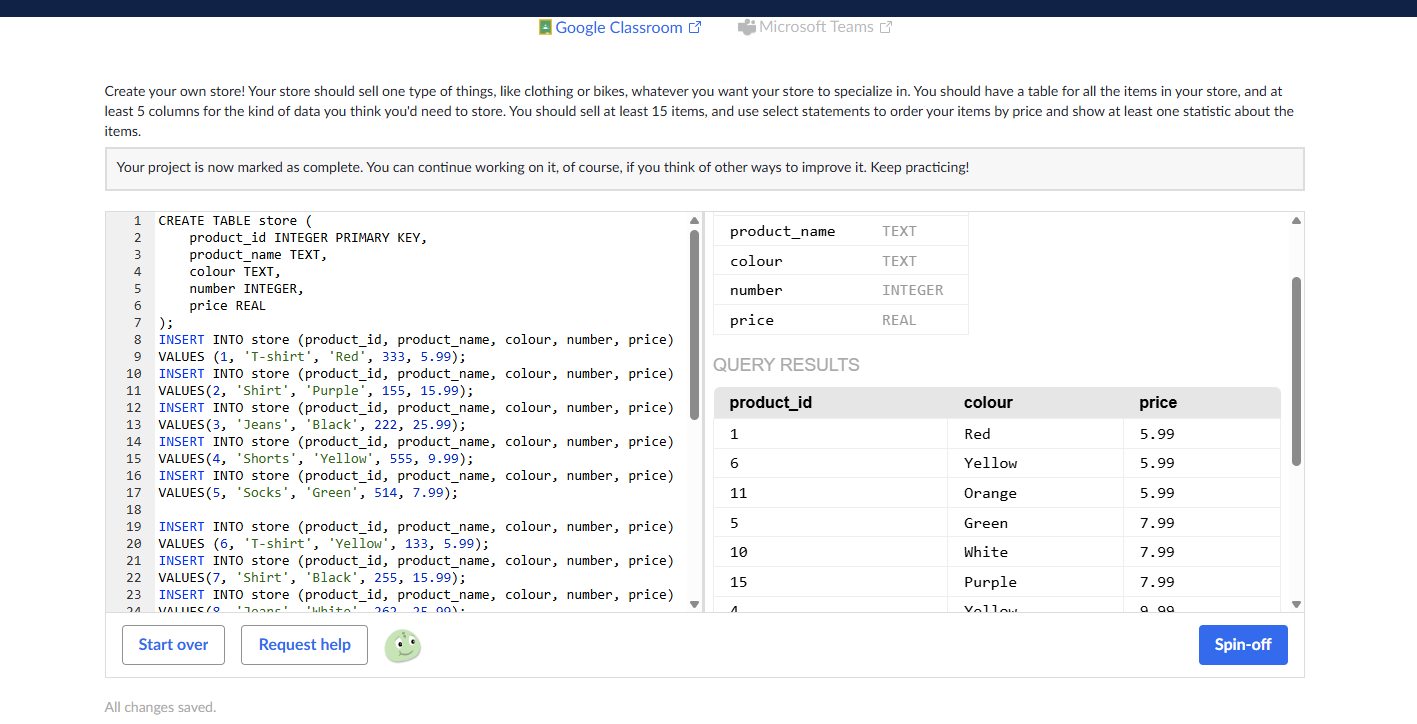 Google Classroom
Microsoft Teams
Create your own store! Your store should sell one type of things, like clothing or bikes, whatever you want your store to specialize in. You should have a table for all the items in your store, and at
least 5 columns for the kind of data you think you'd need to store. You should sell at least 15 items, and use select statements to order your items by price and show at least one statistic about the
items.
Your project is now marked as complete. You can continue working on it, of course, if you think of other ways to improve it. Keep practicing!
1 CREATE TABLE store (
2 product_id INTEGER PRIMARY KEY,
3 product_name TEXT,
4 colour TEXT,
5 number INTEGER,
6 price REAL
7 );
8 INSERT INTO store (product_id, product_name, colour, number, price)
9 VALUES (1, 'T-shirt', 'Red', 333, 5.99);
10 INSERT INTO store (product_id, product_name, colour, number, price)
11 VALUES(2, 'Shirt', 'Purple', 155, 15.99);
12 INSERT INTO store (product_id, product_name, colour, number, price)
13 VALUES(3, 'Jeans', 'Black', 222, 25.99);
14 INSERT INTO store (product_id, product_name, colour, number, price)
15 VALUES(4, 'Shorts', 'Yellow', 555, 9.99);
16 INSERT INTO store (product_id, product_name, colour, number, price)
17 VALUES(5, 'Socks', 'Green', 514, 7.99);
18
19 INSERT INTO store (product_id, product_name, colour, number, price)
20 VALUES (6, 'T-shirt', 'Yellow', 133, 5.99);
21 INSERT INTO store (product_id, product_name, colour, number, price)
22 VALUES(7, 'Shirt', 'Black', 255, 15.99);
23 INSERT INTO store (product_id, product_name, colour, number, price)
24 VALUES(8, 'Jeans', 'White', 262, 25.99);
product_name TEXT
colour TEXT
number INTEGER
price REAL
QUERY RESULTS
product_id colour price
1 Red 5.99
6 Yellow 5.99
11 Orange 5.99
5 Green 7.99
10 White 7.99
15 Purple 7.99
4 Yellow 9.99
Start over
Request help
Spin-off
All changes saved.